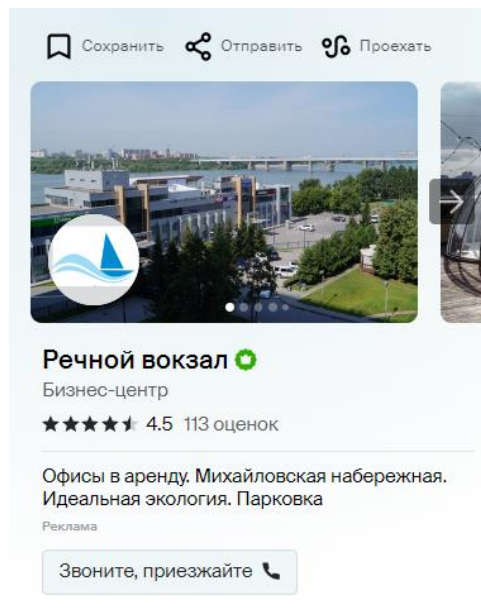 Сохранить Отправить Проехать
Речной вокзал
Бизнес-центр
4.5 113 оценок
Офисы в аренду. Михайловская набережная.
Идеальная экология. Парковка
Реклама
Звоните, приезжайте